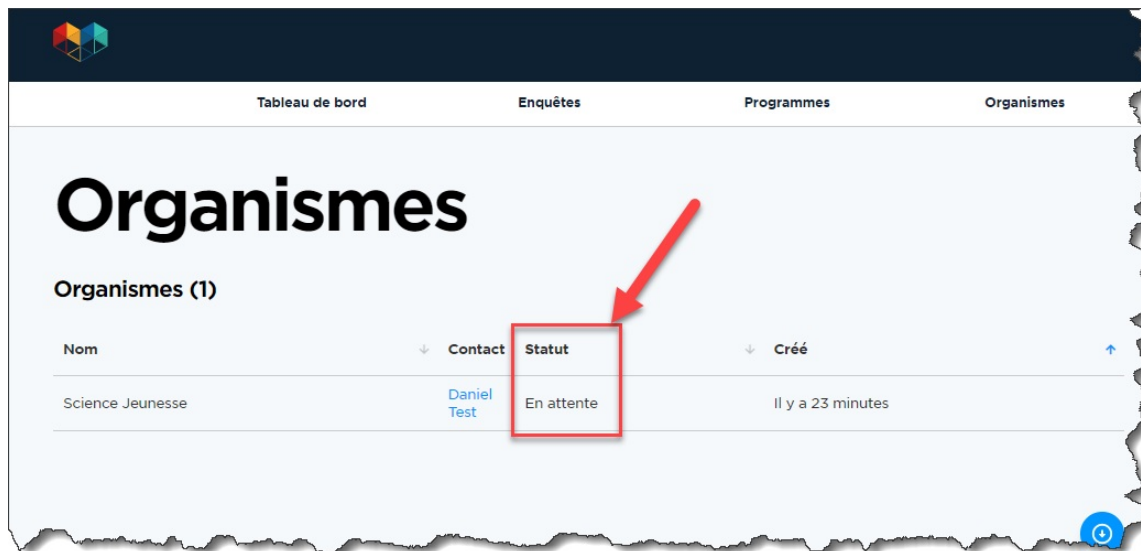 Tableau de bord Enquêtes Programmes Organismes
Organismes
Organismes (1)
Nom Contact Statut Créé
Science Jeunesse Daniel Test En attente Il y a 23 minutes